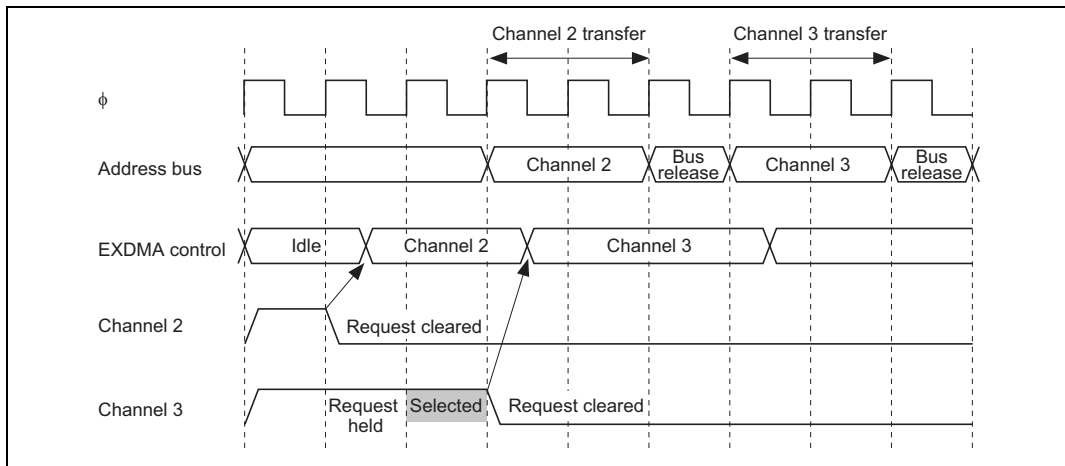 Channel 2 transfer
Channel 3 transfer
ϕ
Address bus
Channel 2
Bus
release
Channel 3
Bus
release
EXDMA control
Idle
Channel 2
Channel 3
Channel 2
Request cleared
Channel 3
Request
held
Selected
Request cleared